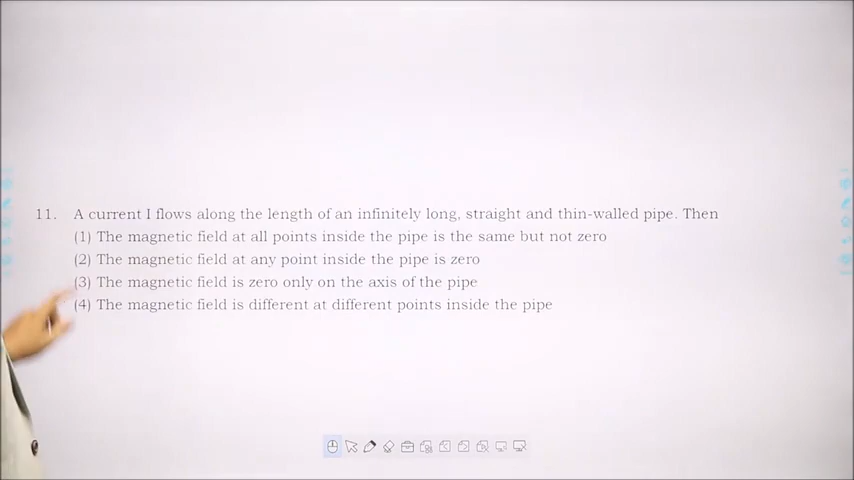 11. A current I flows along the length of an infinitely long, straight and thin-walled pipe. Then
(1) The magnetic field at all points inside the pipe is the same but not zero
(2) The magnetic field at any point inside the pipe is zero
(3) The magnetic field is zero only on the axis of the pipe
(4) The magnetic field is different at different points inside the pipe